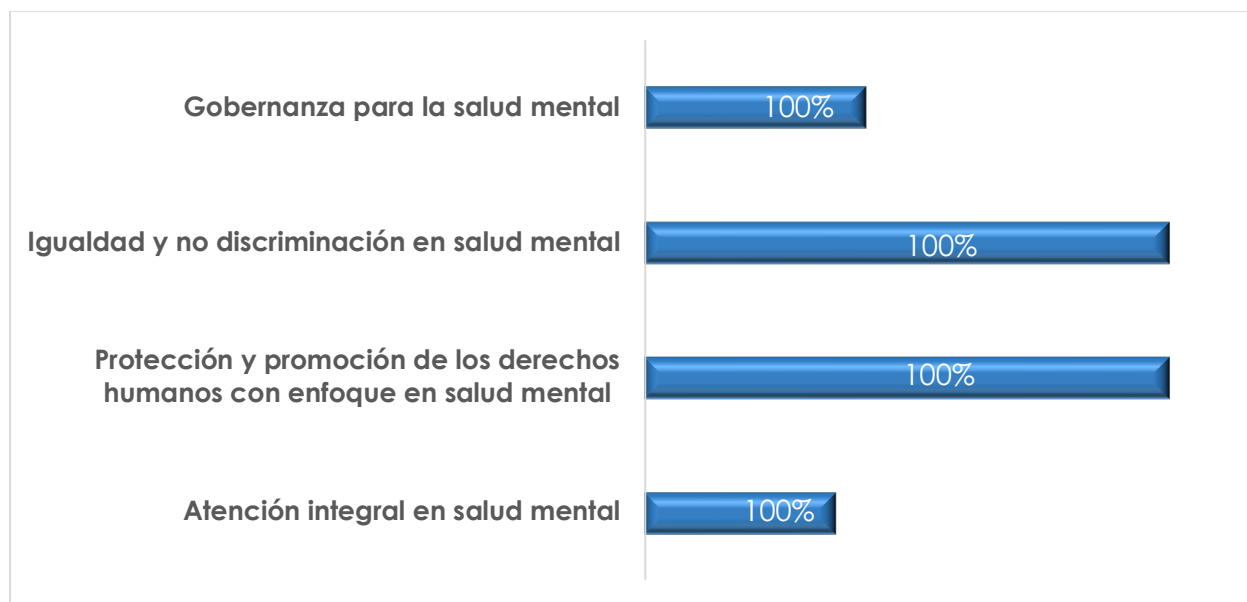 Gobernanza para la salud mental
100%
Igualdad y no discriminación en salud mental
100%
Protección y promoción de los derechos
humanos con enfoque en salud mental
100%
Atención integral en salud mental
100%